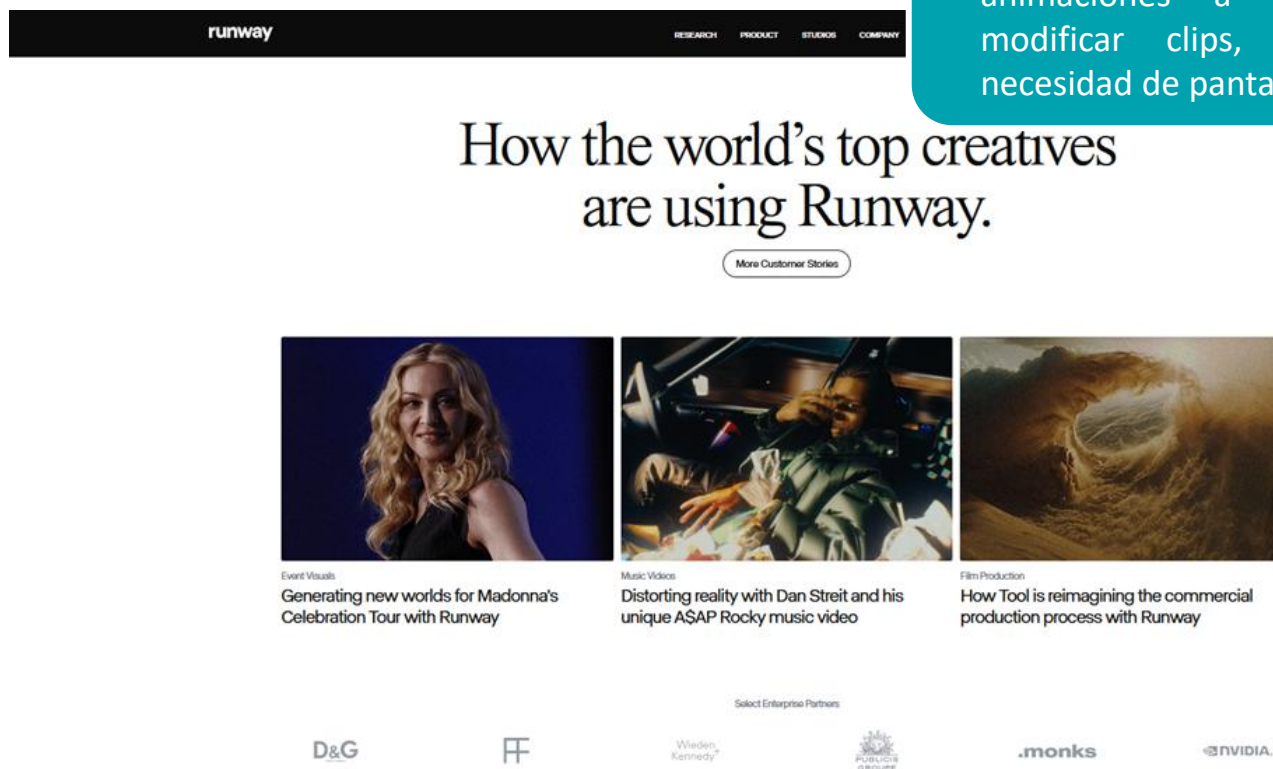 animaciones a
modificar clips,
necesidad de panta
runway
RESEARCH PRODUCT STUDIOS COMPANY
How the world's top creatives
are using Runway.
More Customer Stories
Event Visuals
Generating new worlds for Madonna's
Celebration Tour with Runway
Music Videos
Distorting reality with Dan Streit and his
unique A$AP Rocky music video
Film Production
How Tool is reimagining the commercial
production process with Runway
Select Enterprise Partners
D&G
FF
Wieden
Kennedy+
PUBLICIS
GROUPE
.monks
NVIDIA.